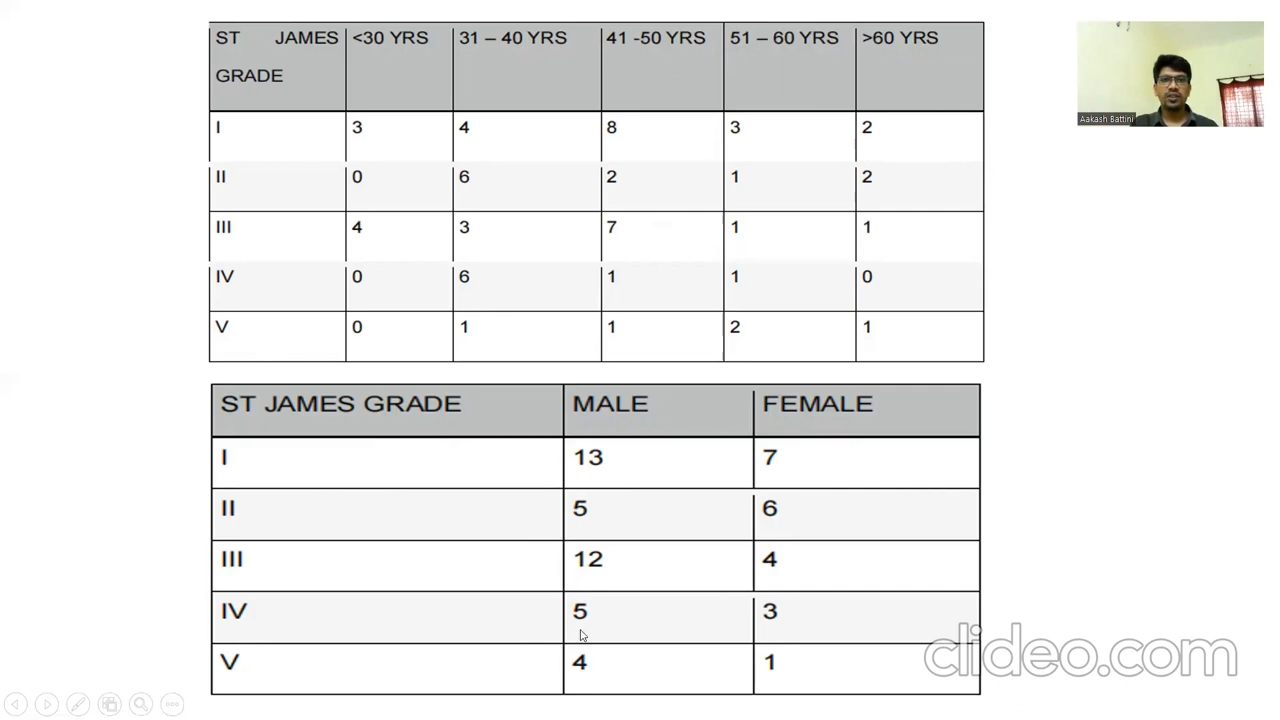 ST JAMES GRADE <30 YRS 31 – 40 YRS 41 -50 YRS 51 – 60 YRS >60 YRS
I 3 4 8 3 2
II 0 6 2 1 2
III 4 3 7 1 1
IV 0 6 1 1 0
V 0 1 1 2 1
Aakash Battini
ST JAMES GRADE MALE FEMALE
I 13 7
II 5 6
III 12 4
IV 5 3
V 4 1
clideo.com